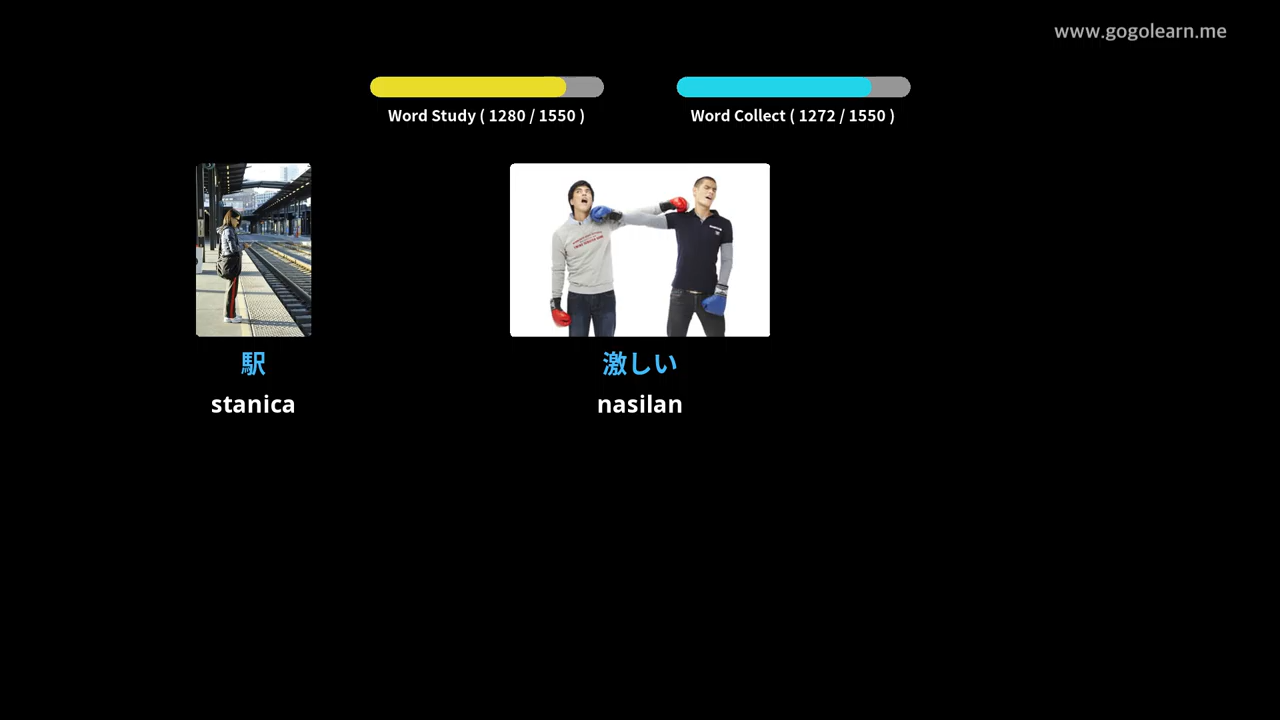 www.gogolearn.me
Word Study ( 1280 / 1550 )
Word Collect ( 1272 / 1550 )
駅
stanica
激しい
nasilan